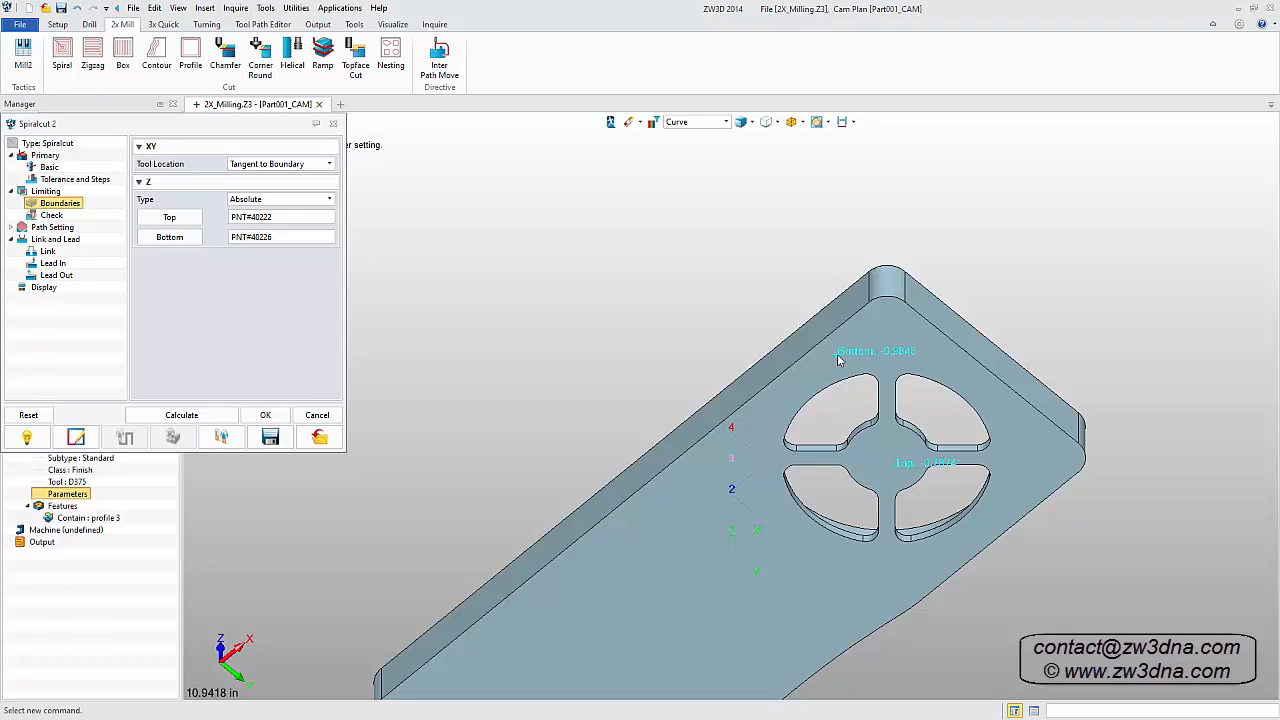 File Edit View Insert Inquire Tools Utilities Applications Help
ZW3D 2014 File [2X_Milling.Z3], Cam Plan [Part001_CAM]
File Setup Drill 2x Mill 3x Quick Turning Tool Path Editor Output Tools Visualize Inquire
Mill2 Spiral Zigzag Box Contour Profile Chamfer Corner Round Helical Ramp Topface Cut Nesting Inter Path Move
Tactics Cut Directive
Manager
2X_Milling.Z3 - [Part001_CAM]
Spiralcut 2
Curve
r setting.
Type: Spiralcut
Primary
Basic
Tolerance and Steps
Limiting
Boundaries
Check
Path Setting
Link and Lead
Link
Lead In
Lead Out
Display
XY
Tool Location Tangent to Boundary
Z
Type Absolute
Top PNT#40222
Bottom PNT#40226
Reset Calculate OK Cancel
Subtype: Standard
Class : Finish
Tool : D375
Parameters
Features
Contain : profile 3
Machine (undefined)
Output
Bottom: -0.9843
4
3
2
Z
Y
Z
X
Y
10.9418 in
contact@zw3dna.com
© www.zw3dna.com
Select new command.